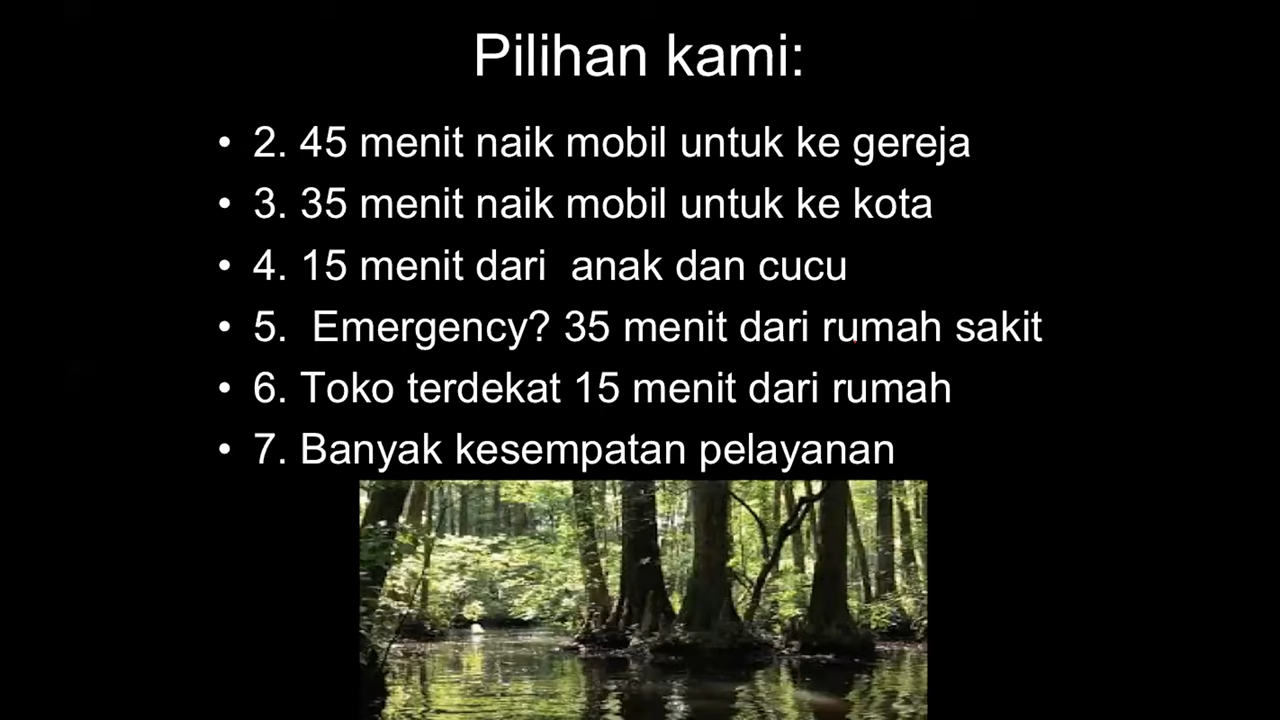 Pilihan kami:
• 2. 45 menit naik mobil untuk ke gereja
• 3. 35 menit naik mobil untuk ke kota
• 4. 15 menit dari  anak dan cucu
• 5.  Emergency? 35 menit dari rumah sakit
• 6. Toko terdekat 15 menit dari rumah
• 7. Banyak kesempatan pelayanan